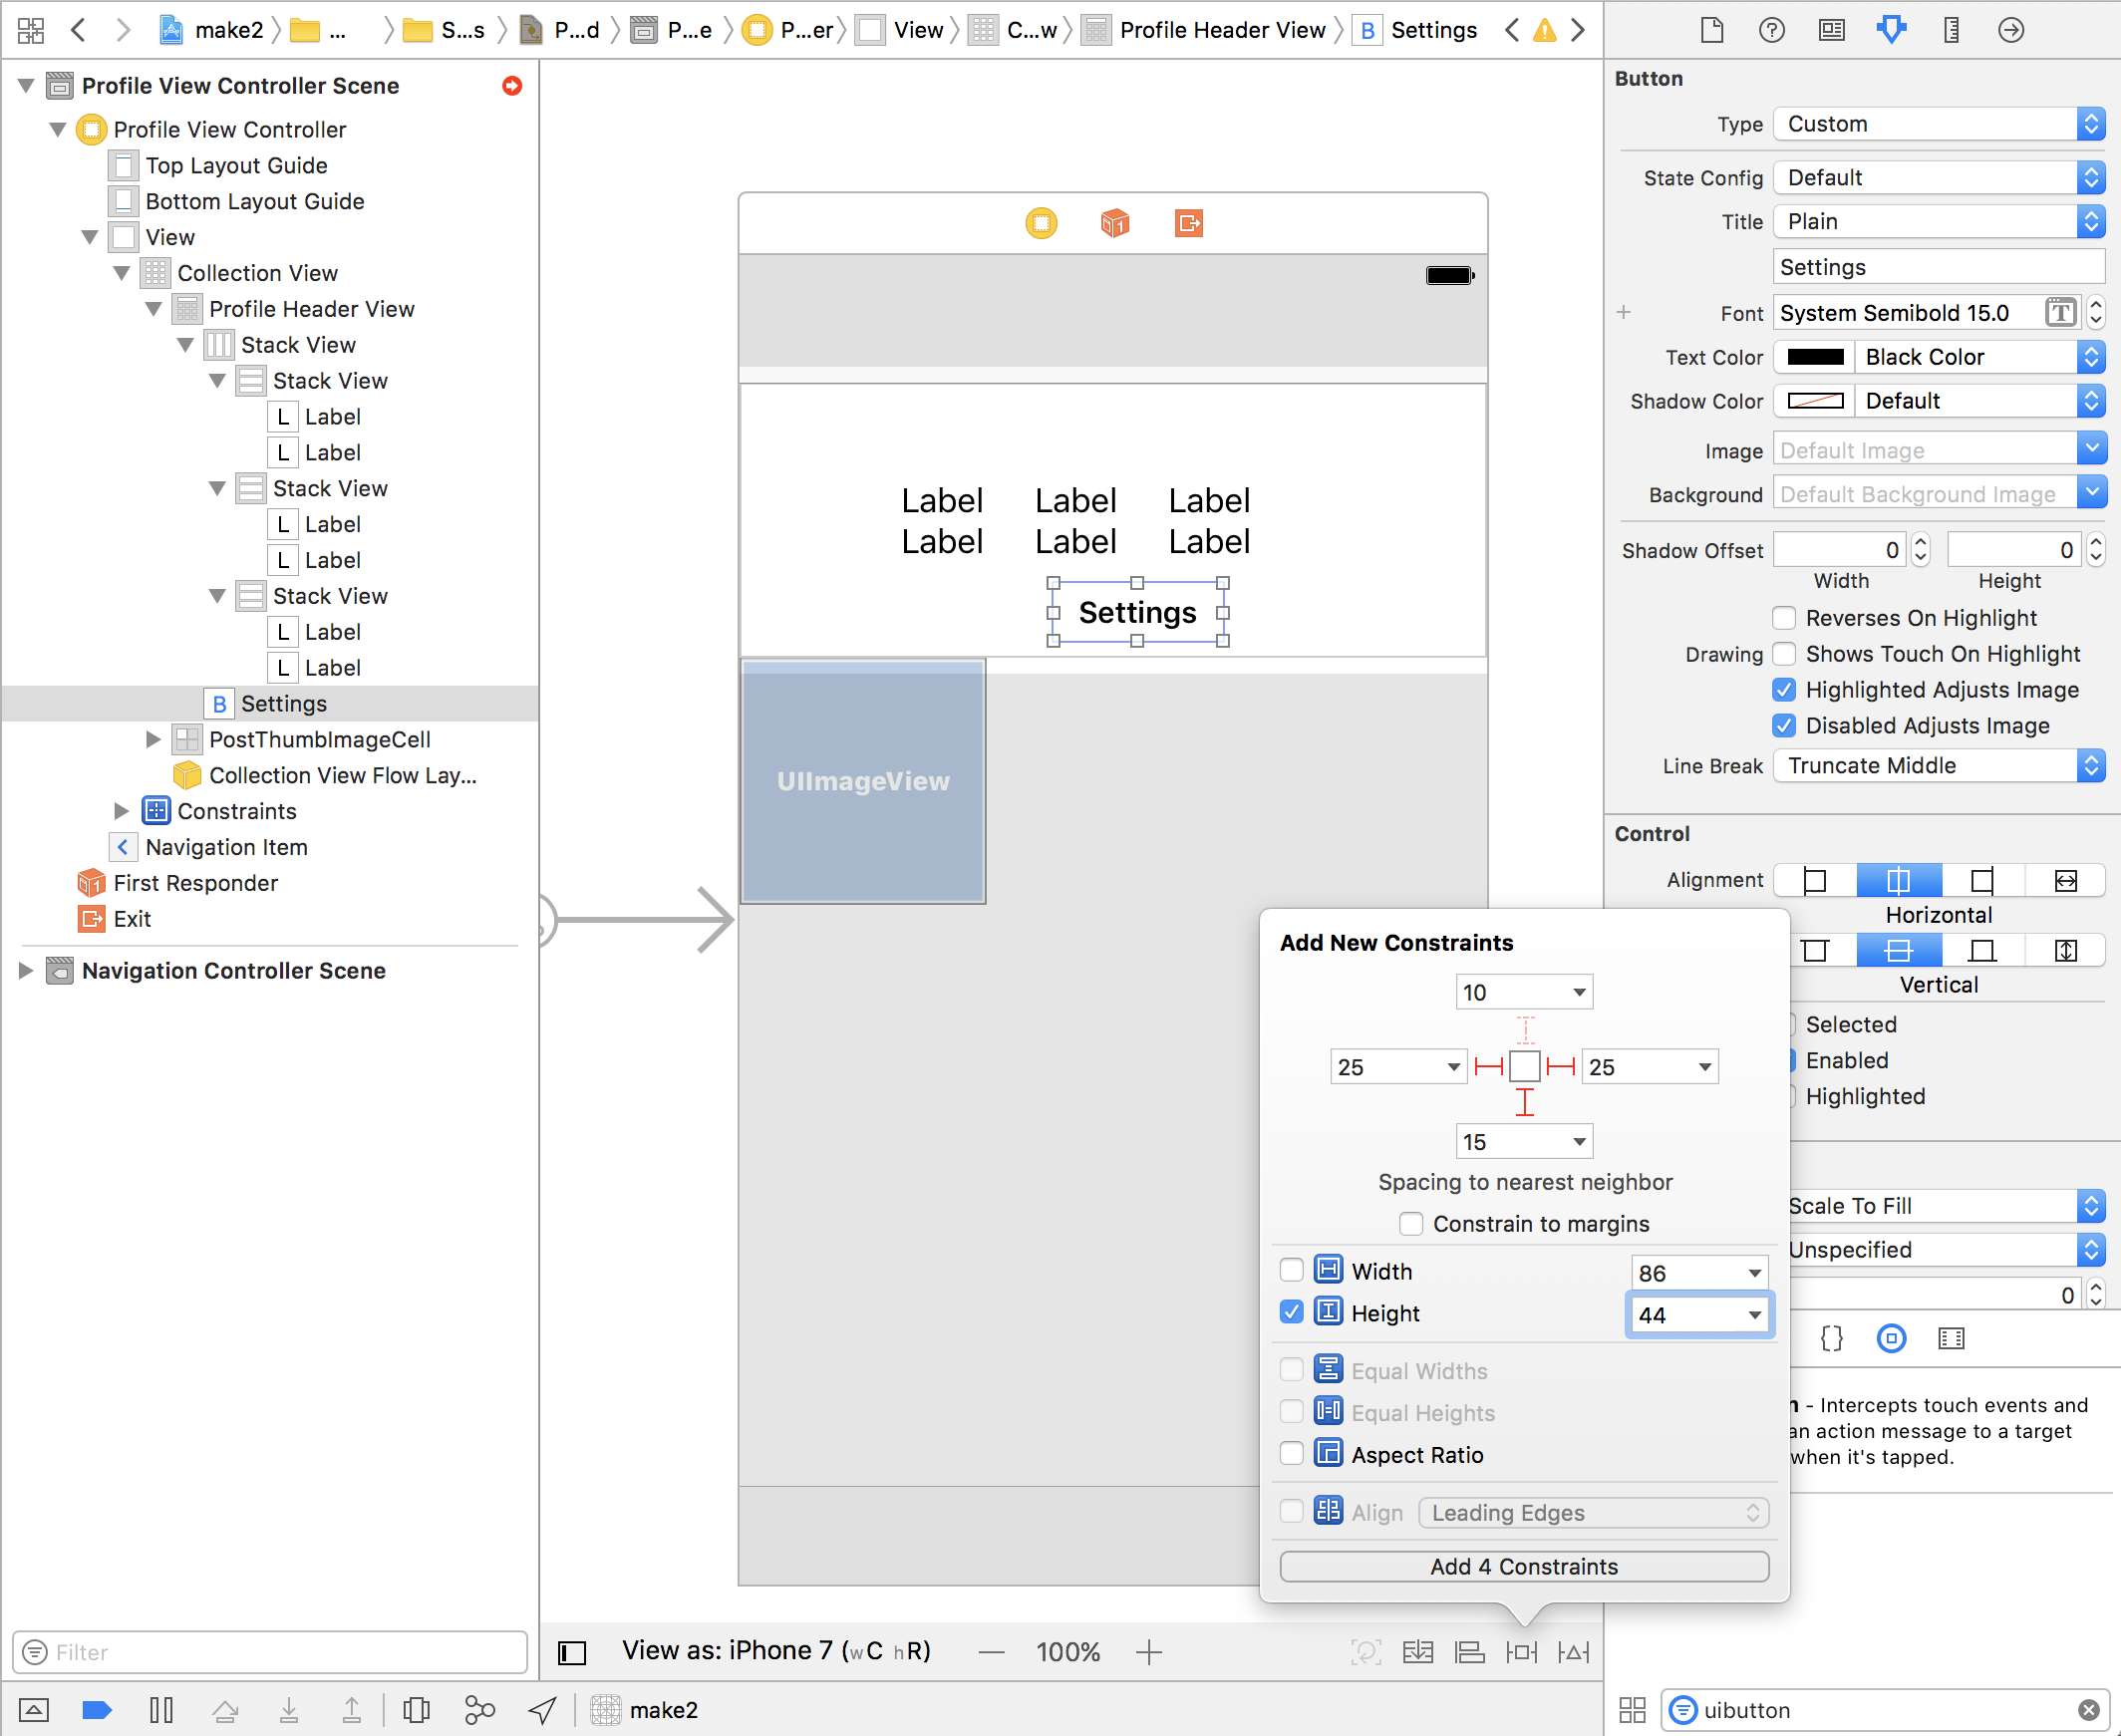 make2
...
S...s
P...d
P...e
P...er
View
C...w
Profile Header View
B
Settings
Profile View Controller Scene
Profile View Controller
Top Layout Guide
Bottom Layout Guide
View
Collection View
Profile Header View
Stack View
Stack View
L Label
L Label
Stack View
L Label
L Label
Stack View
L Label
L Label
B Settings
PostThumbImageCell
Collection View Flow Lay...
Constraints
Navigation Item
1 First Responder
Exit
Navigation Controller Scene
Filter
1
Label Label Label
Label Label Label
Settings
UIImageView
Add New Constraints
10
25 25
15
Spacing to nearest neighbor
Constrain to margins
Width 86
Height 44
Equal Widths
Equal Heights
Aspect Ratio
Align Leading Edges
Add 4 Constraints
View as: iPhone 7 (wC hR)
— 100% +
make2
Button
Type Custom
State Config Default
Title Plain
Settings
+ Font System Semibold 15.0 T
Text Color Black Color
Shadow Color Default
Image Default Image
Background Default Background Image
Shadow Offset 0 0
Width Height
Reverses On Highlight
Drawing Shows Touch On Highlight
Highlighted Adjusts Image
Disabled Adjusts Image
Line Break Truncate Middle
Control
Alignment
Horizontal
Vertical
Selected
Enabled
Highlighted
Scale To Fill
Unspecified
0
{}
n - Intercepts touch events and
an action message to a target
when it's tapped.
uibutton